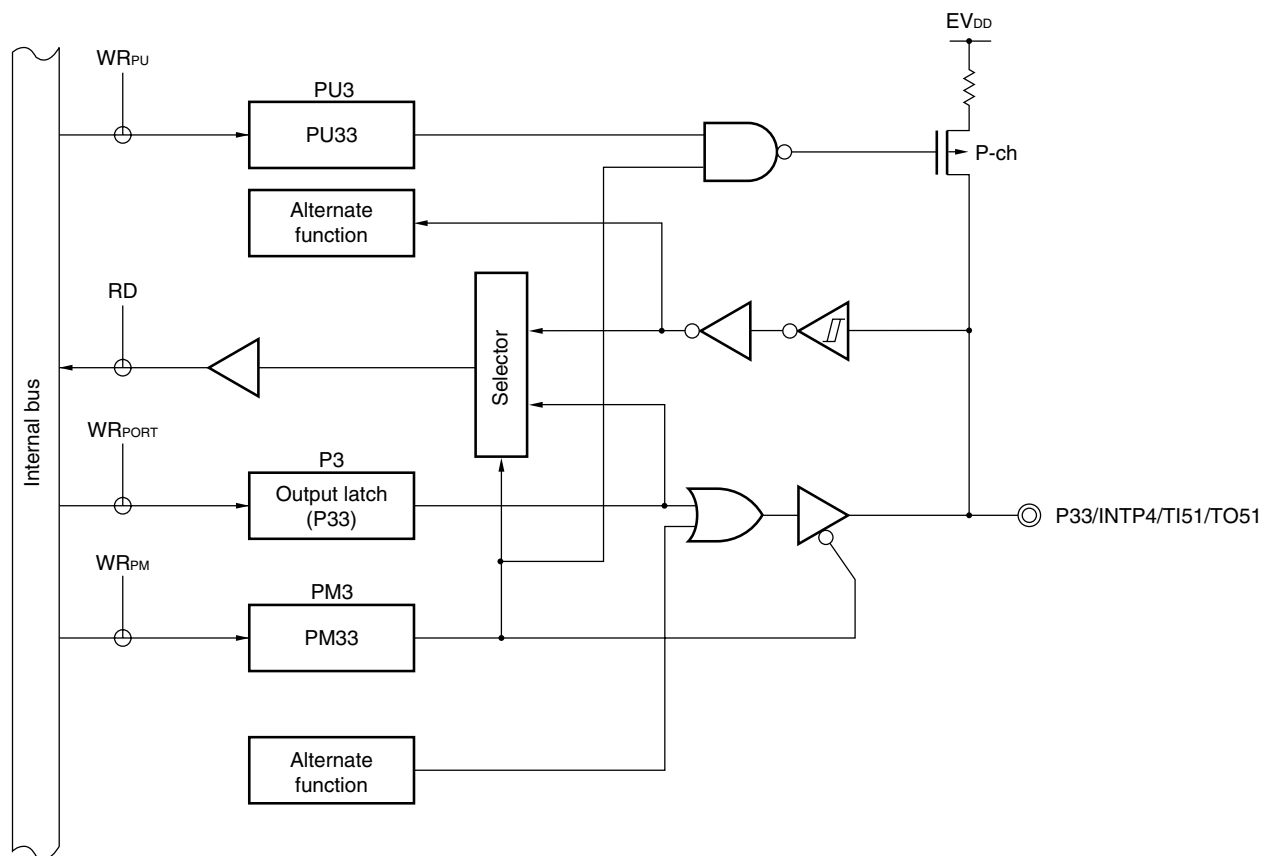 EVDD
WRPU
PU3
PU33
P-ch
Alternate
function
RD
Selector
Internal bus
WRPORT
P3
Output latch
(P33)
P33/INTP4/TI51/TO51
WRPM
PM3
PM33
Alternate
function